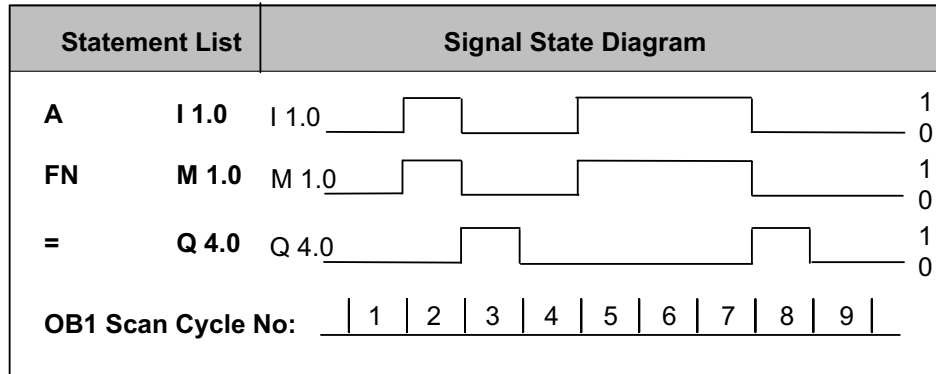 Statement List Signal State Diagram
A I 1.0 I 1.0 1
0
FN M 1.0 M 1.0 1
0
= Q 4.0 Q 4.0 1
0
OB1 Scan Cycle No: 1 2 3 4 5 6 7 8 9